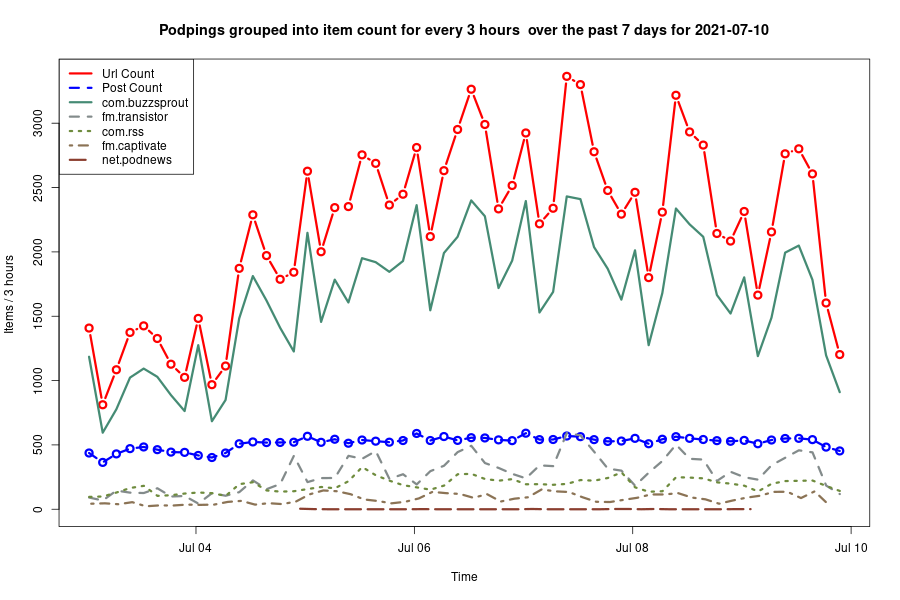 Podpings grouped into item count for every 3 hours  over the past 7 days for 2021-07-10
Url Count
Post Count
com.buzzsprout
fm.transistor
com.rss
fm.captivate
net.podnews
Items / 3 hours
3000
2500
2000
1500
1000
500
0
Jul 04 Jul 06 Jul 08 Jul 10
Time